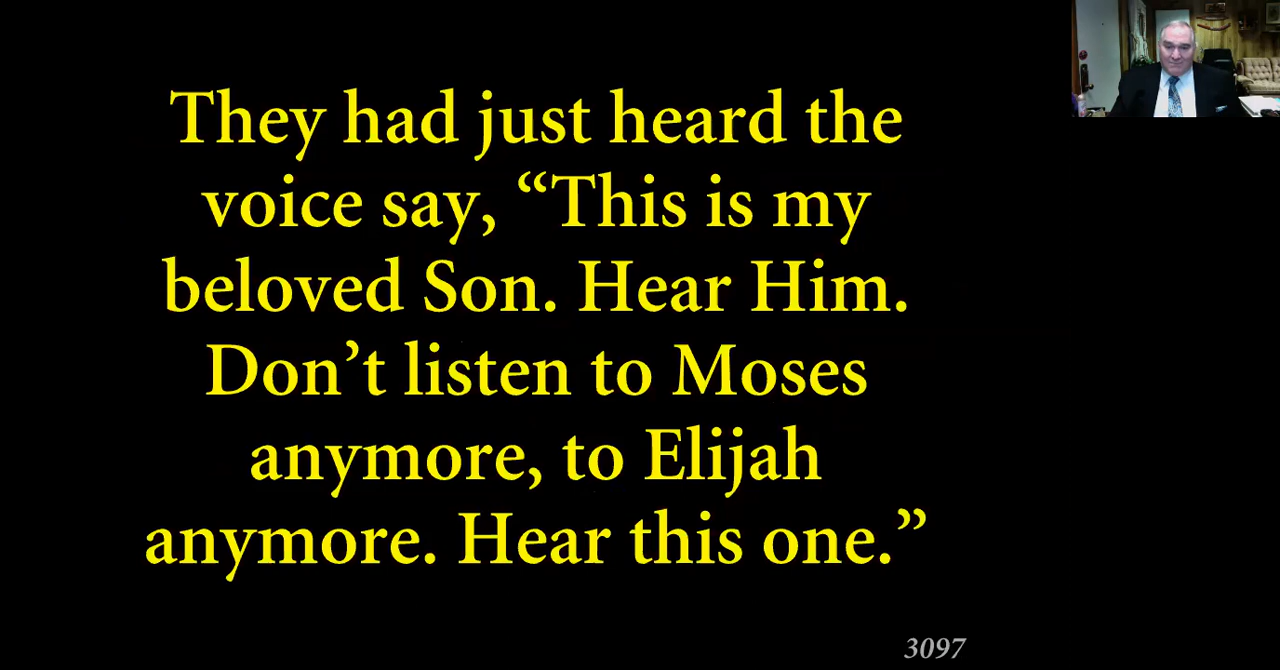 They had just heard the
voice say, “This is my
beloved Son. Hear Him.
Don’t listen to Moses
anymore, to Elijah
anymore. Hear this one.”
3097